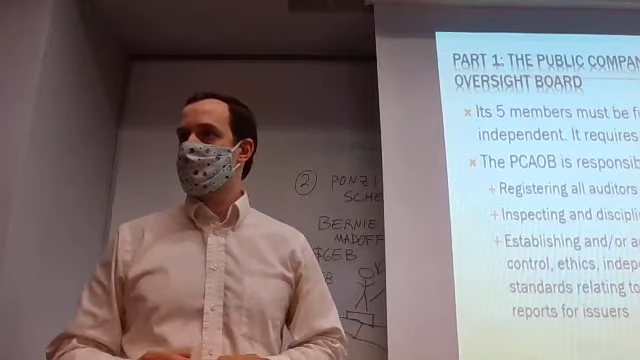 ② PONZI
SCHE
BERNIE
MADOFF
$65B
B
PART 1: THE PUBLIC COMPAN
OVERSIGHT BOARD
Its 5 members must be f
independent. It requires
The PCAOB is responsib
Registering all auditors
Inspecting and discipli
Establishing and/or a
control, ethics, indep
standards relating to
reports for issuers